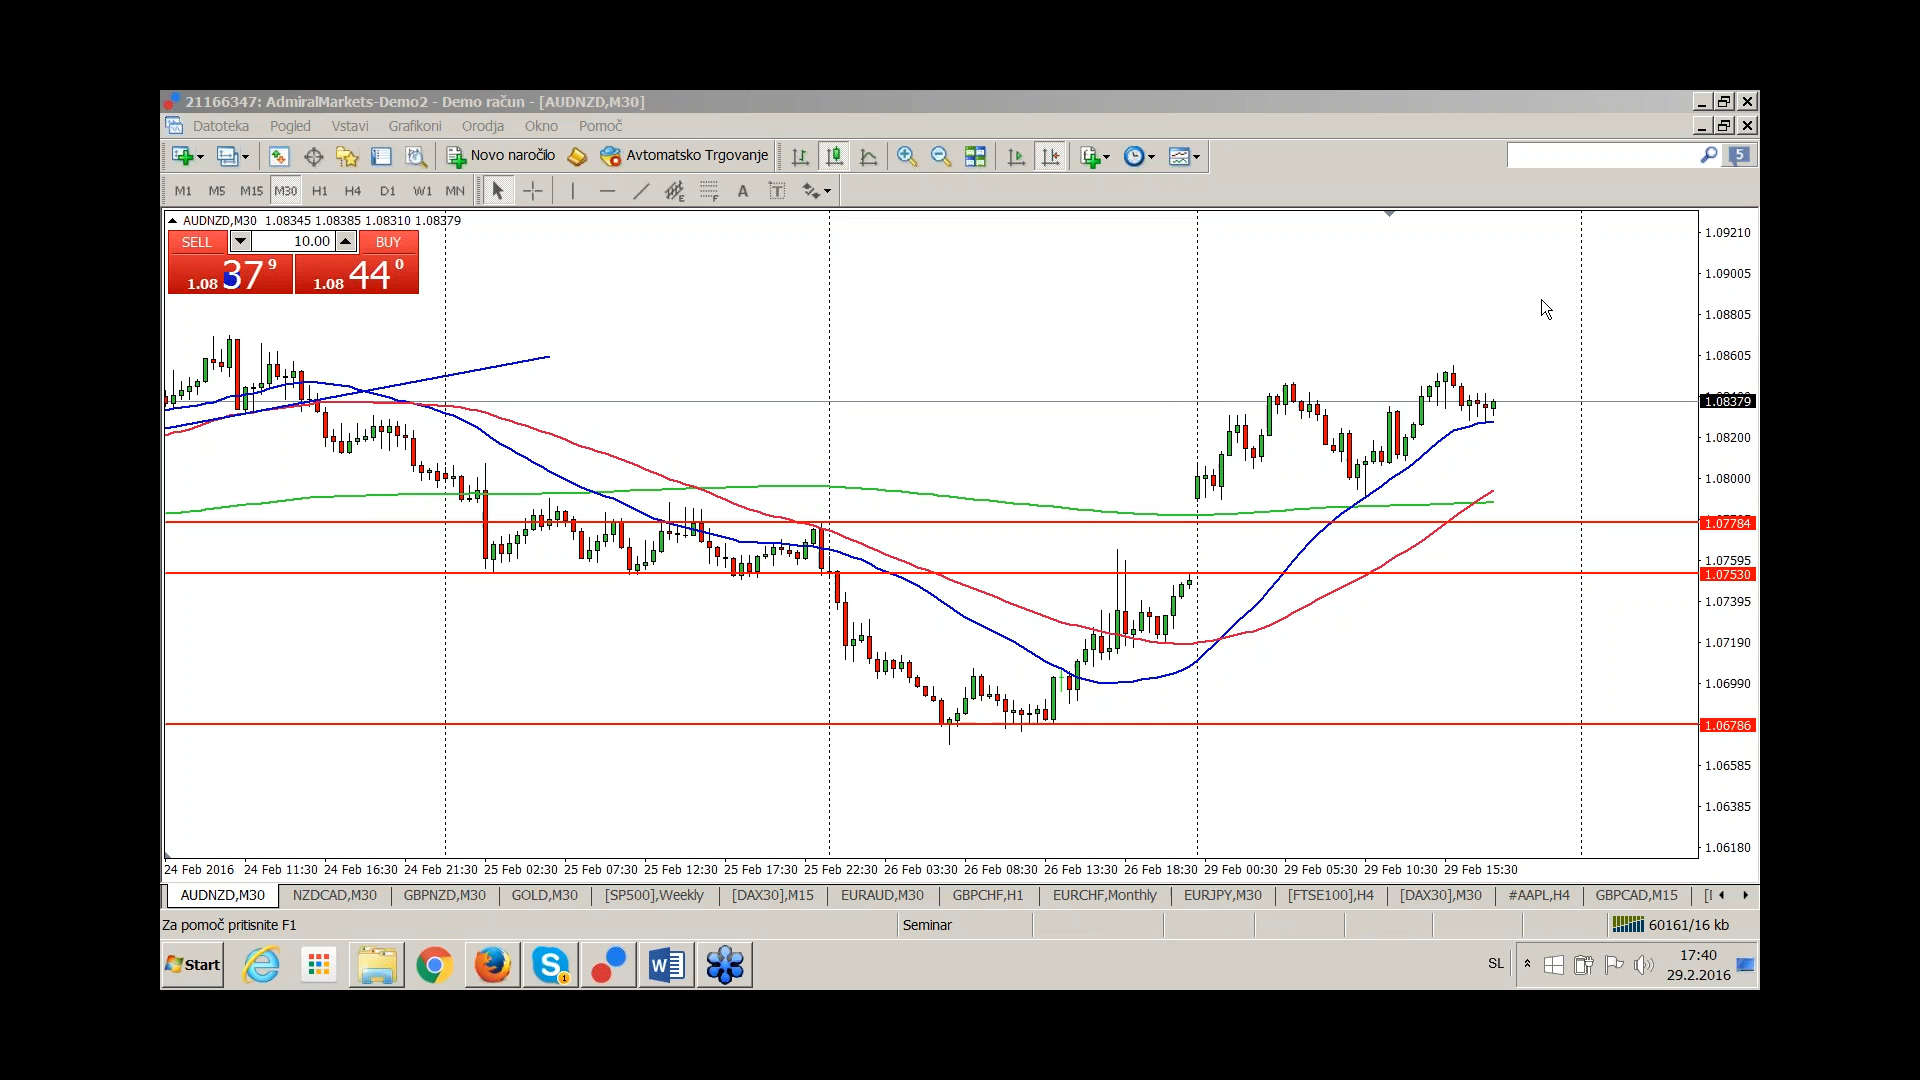 21166347: AdmiralMarkets-Demo2 - Demo račun - [AUDNZD,M30]
Datoteka Pogled Vstavi Grafikoni Orodja Okno Pomoč
Novo naročilo Avtomatsko Trgovanje 5
M1 M5 M15 M30 H1 H4 D1 W1 MN A T
AUDNZD,M30 1.08345 1.08385 1.08310 1.08379
SELL 10.00 BUY
1.08 37 9 1.08 44 0
1.09210
1.09005
1.08805
1.08605
1.08379
1.08200
1.08000
1.07784
1.07595
1.07530
1.07395
1.07190
1.06990
1.06786
1.06585
1.06385
1.06180
24 Feb 2016 24 Feb 11:30 24 Feb 16:30 24 Feb 21:30 25 Feb 02:30 25 Feb 07:30 25 Feb 12:30 25 Feb 17:30 25 Feb 22:30 26 Feb 03:30 26 Feb 08:30 26 Feb 13:30 26 Feb 18:30 29 Feb 00:30 29 Feb 05:30 29 Feb 10:30 29 Feb 15:30
AUDNZD,M30 NZDCAD,M30 GBPNZD,M30 GOLD,M30 [SP500],Weekly [DAX30],M15 EURAUD,M30 GBPCHF,H1 EURCHF,Monthly EURJPY,M30 [FTSE100],H4 [DAX30],M30 #AAPL,H4 GBPCAD,M15
Za pomoč pritisnite F1 Seminar 60161/16 kb
Start SL 17:40
29.2.2016